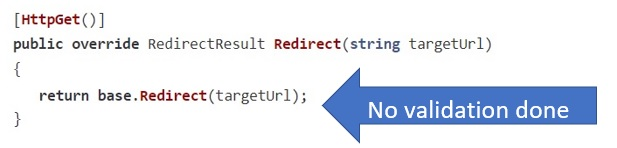 [HttpGet()]
public override RedirectResult Redirect(string targetUrl)
{
return base.Redirect(targetUrl);
No validation done
}